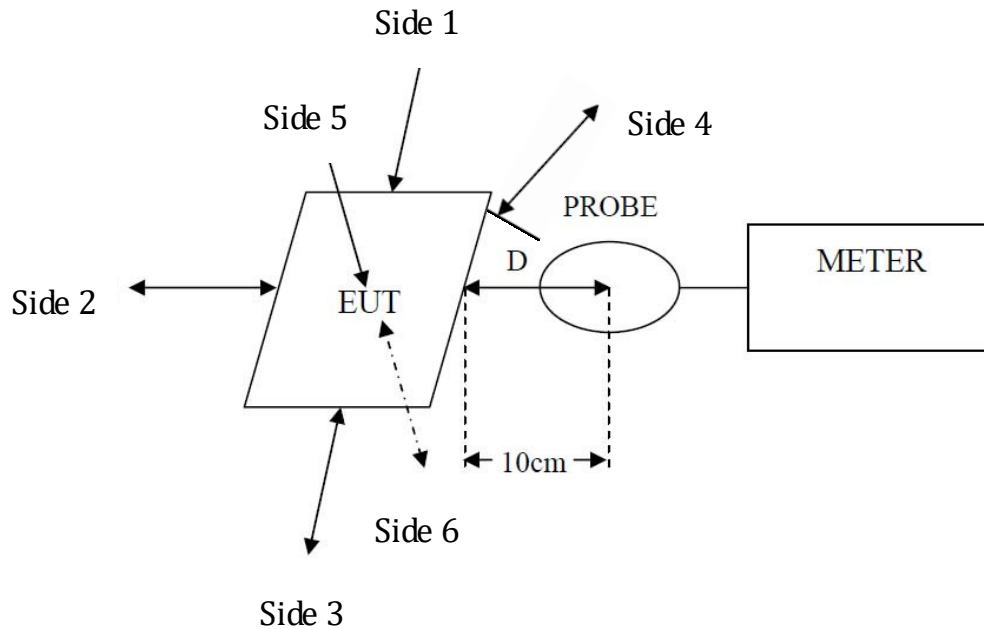 Side 1
Side 5
Side 4
PROBE
D
METER
Side 2
EUT
10cm
Side 6
Side 3